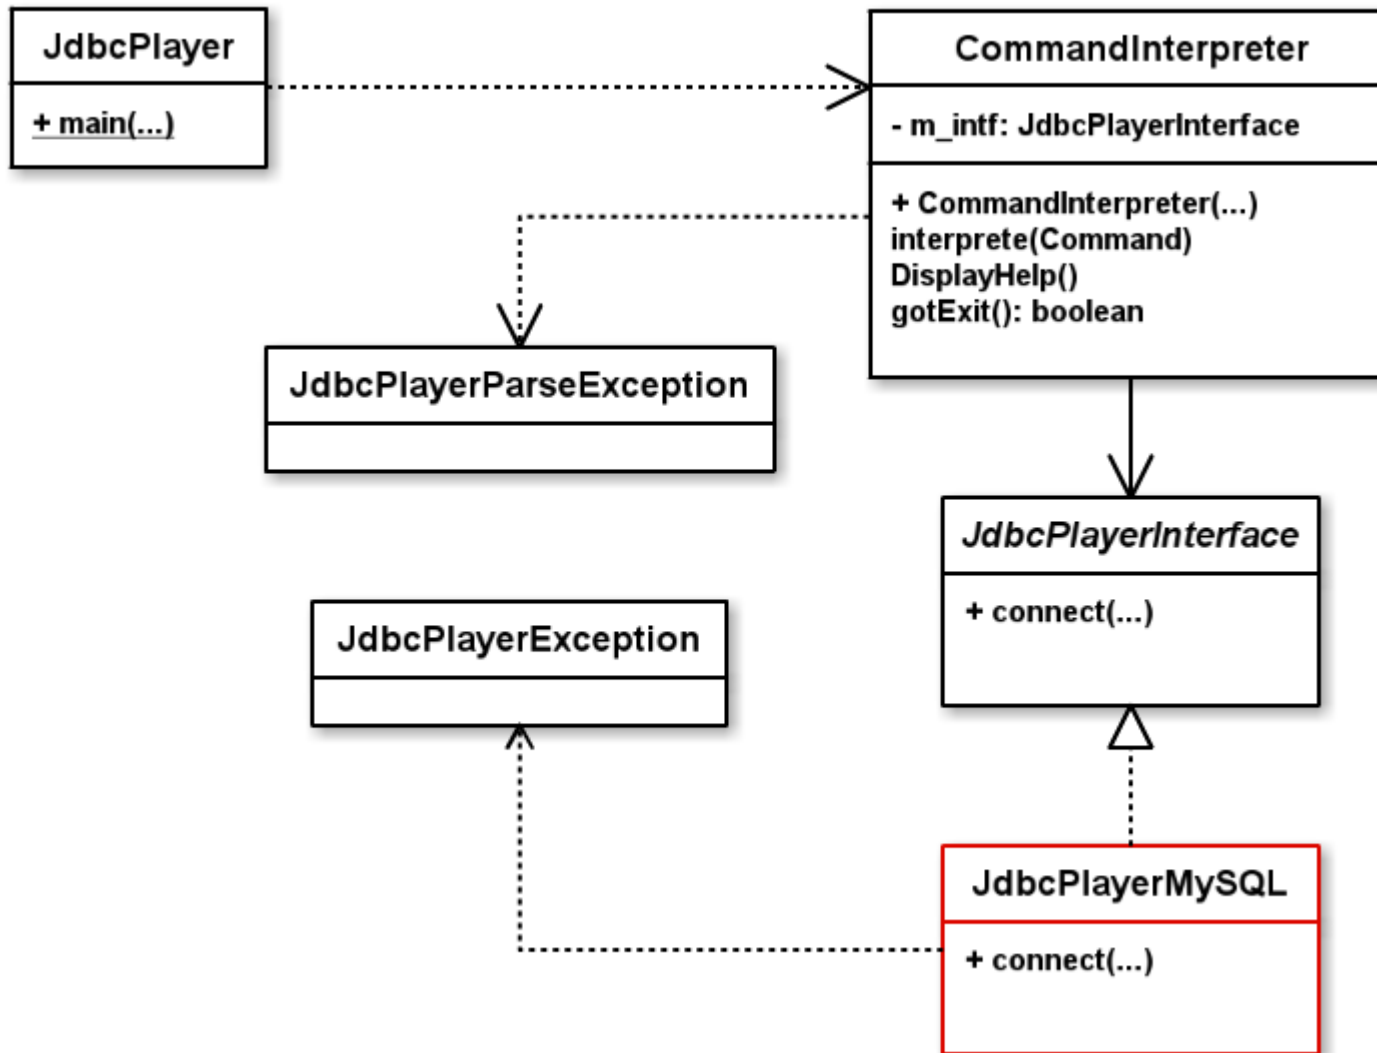 JdbcPlayer
+ main(...)
CommandInterpreter
- m_intf: JdbcPlayerInterface
+ CommandInterpreter(...)
interprete(Command)
DisplayHelp()
gotExit(): boolean
JdbcPlayerParseException
JdbcPlayerInterface
+ connect(...)
JdbcPlayerException
JdbcPlayerMySQL
+ connect(...)